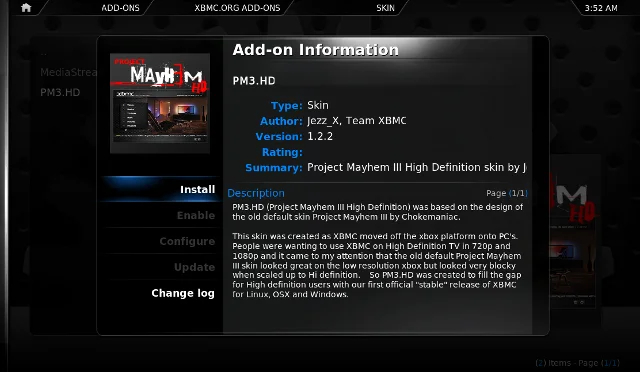 ADD-ONS
XBMC.ORG ADD-ONS
SKIN
3:52 AM
..
MediaStrea
PM3.HD
Add-on Information
PM3.HD
PROJECT
MAYHEM
HD
xbmc
Type: Skin
Author: Jezz_X, Team XBMC
Version: 1.2.2
Rating:
Summary: Project Mayhem III High Definition skin by J
Install
Enable
Configure
Update
Change log
Description
Page (1/1)
PM3.HD (Project Mayhem III High Definition) was based on the design of
the old default skin Project Mayhem III by Chokemaniac.
This skin was created as XBMC moved off the xbox platform onto PC's.
People were wanting to use XBMC on High Definition TV in 720p and
1080p and it came to my attention that the old default Project Mayhem
III skin looked great on the low resolution xbox but looked very blocky
when scaled up to Hi definition. So PM3.HD was created to fill the gap
for High definition users with our first official "stable" release of XBMC
for Linux, OSX and Windows.
HD
(2) Items - Page (1/1)